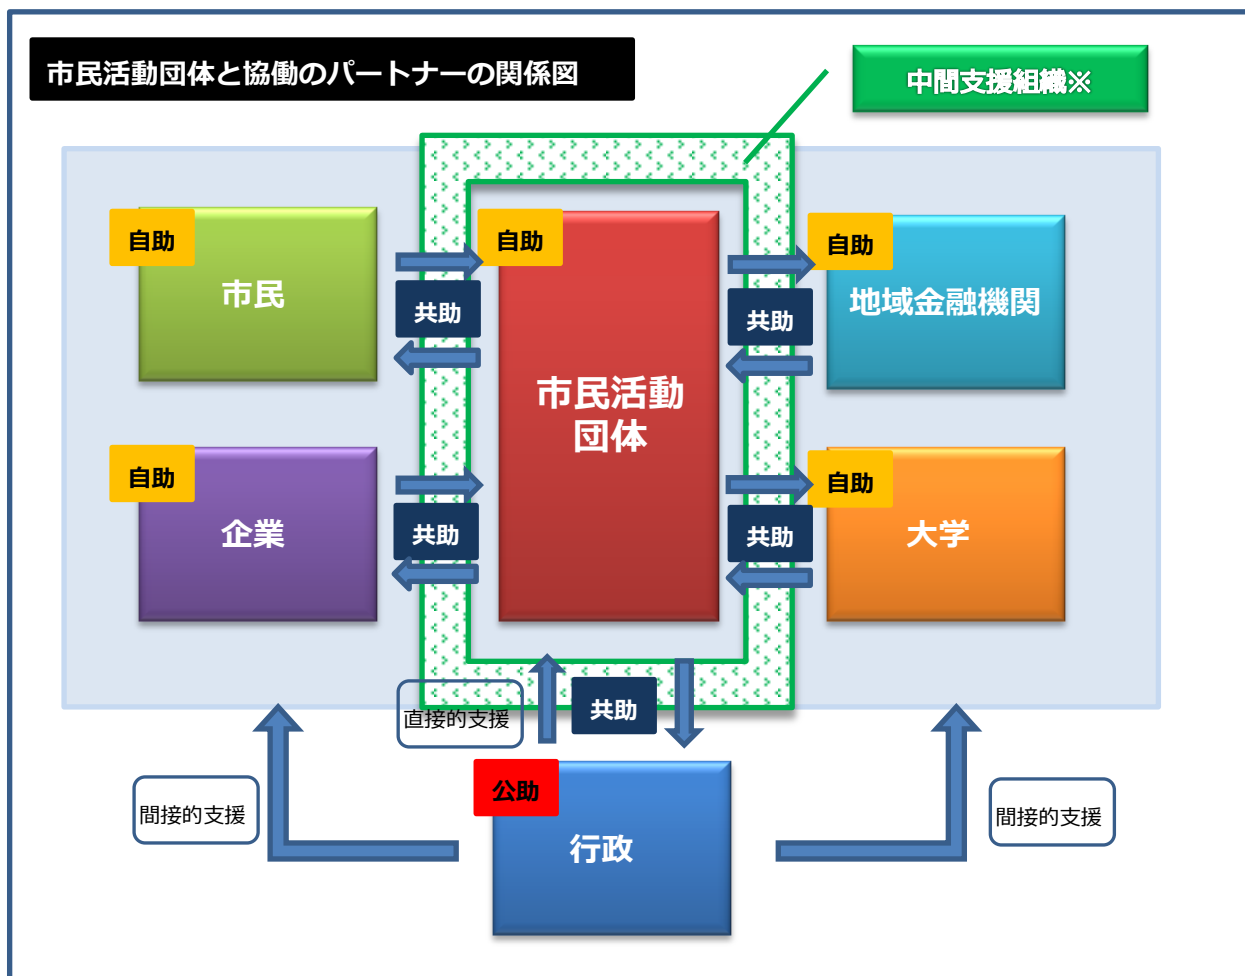 市民活動団体と協働のパートナーの関係図
中間支援組織※
自助
市民
共助
自助
市民活動
団体
共助
自助
地域金融機関
自助
企業
共助
共助
自助
大学
直接的支援
共助
間接的支援
公助
行政
間接的支援